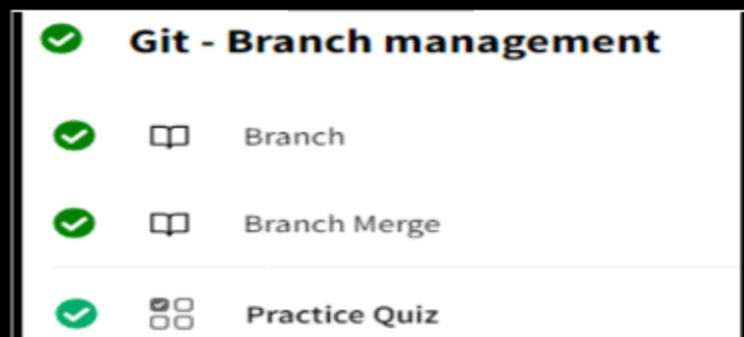 Git - Branch management
Branch
Branch Merge
Practice Quiz